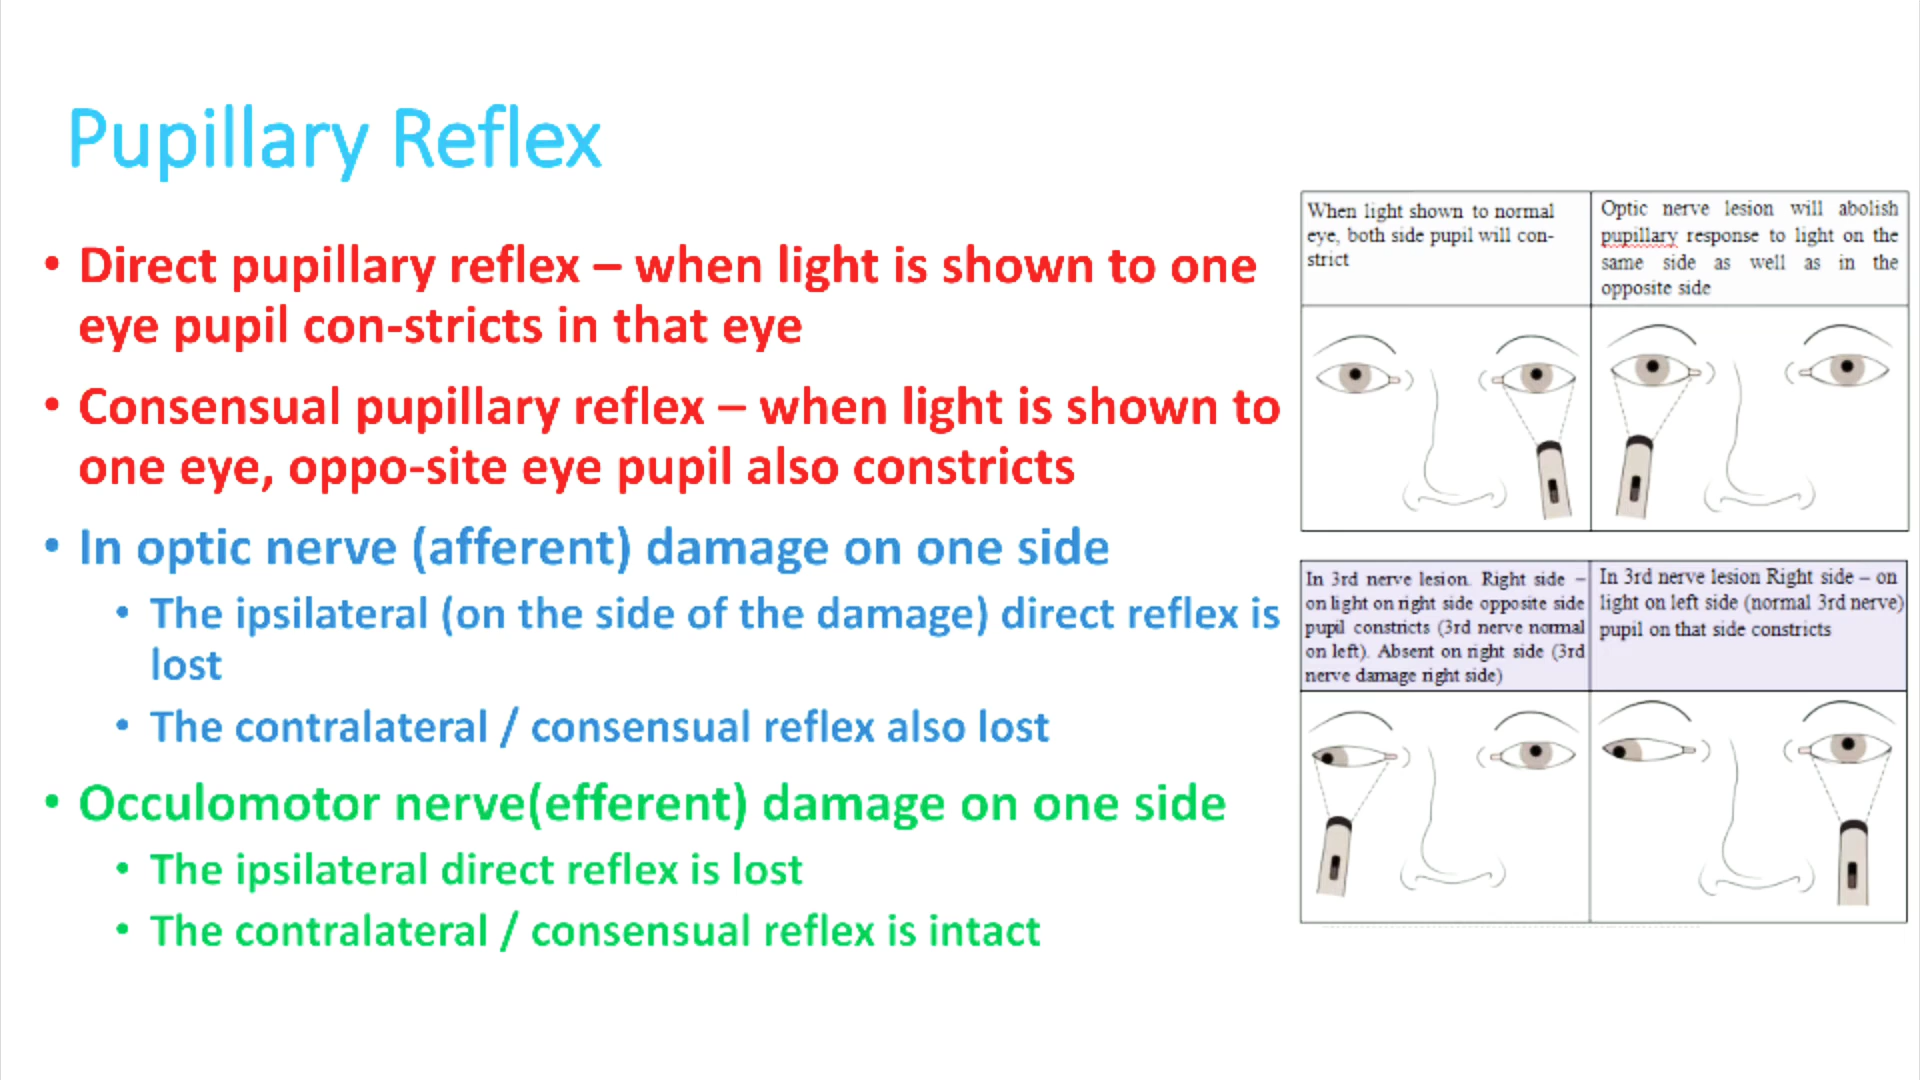 Pupillary Reflex
• Direct pupillary reflex – when light is shown to one
eye pupil con-stricts in that eye
• Consensual pupillary reflex – when light is shown to
one eye, oppo-site eye pupil also constricts
• In optic nerve (afferent) damage on one side
• The ipsilateral (on the side of the damage) direct reflex is
lost
• The contralateral / consensual reflex also lost
• Occulomotor nerve(efferent) damage on one side
• The ipsilateral direct reflex is lost
• The contralateral / consensual reflex is intact
When light shown to normal
eye, both side pupil will con-
strict
Optic nerve lesion will abolish
pupillary response to light on the
same side as well as in the
opposite side
In 3rd nerve lesion. Right side –
on light on right side opposite side
pupil constricts (3rd nerve normal
on left). Absent on right side (3rd
nerve damage right side)
In 3rd nerve lesion Right side – on
light on left side (normal 3rd nerve)
pupil on that side constricts